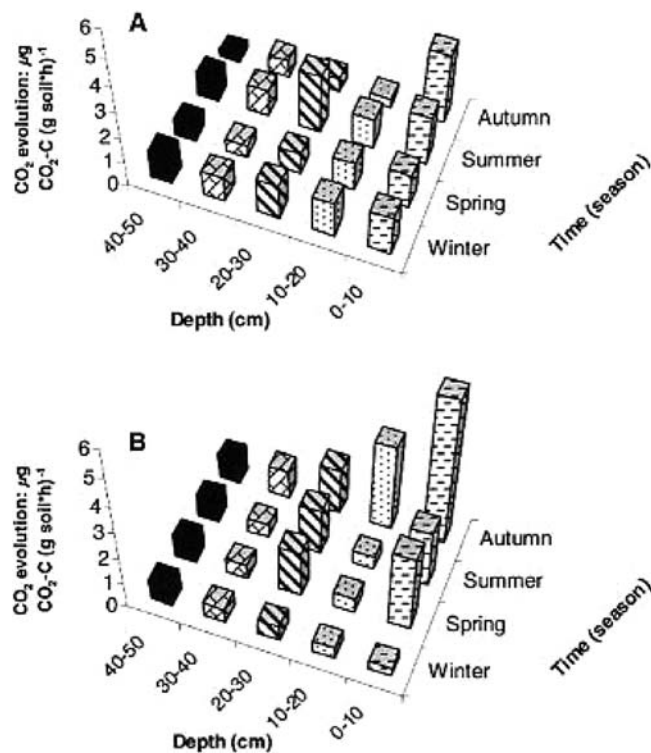 A
CO₂ evolution: µg
CO₂-C (g soil*h)⁻¹
6
5
4
3
2
1
0
40-50
30-40
20-30
10-20
0-10
Depth (cm)
Autumn
Summer
Spring
Winter
Time (season)
B
CO₂ evolution: µg
CO₂-C (g soil*h)⁻¹
6
5
4
3
2
1
0
40-50
30-40
20-30
10-20
0-10
Depth (cm)
Autumn
Summer
Spring
Winter
Time (season)